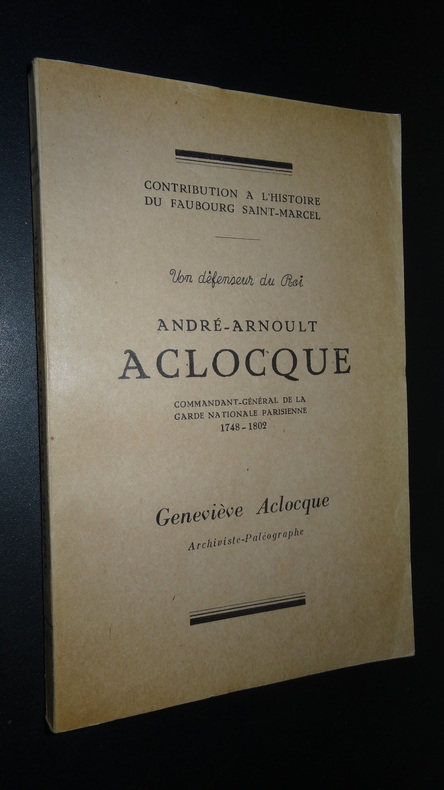 CONTRIBUTION A L'HISTOIRE
DU FAUBOURG SAINT-MARCEL
Un défenseur du Roi
ANDRÉ-ARNOULT
ACLOCQUE
COMMANDANT-GÉNÉRAL DE LA
GARDE NATIONALE PARISIENNE
1748-1802
Geneviève Aclocque
Archiviste-Paléographe